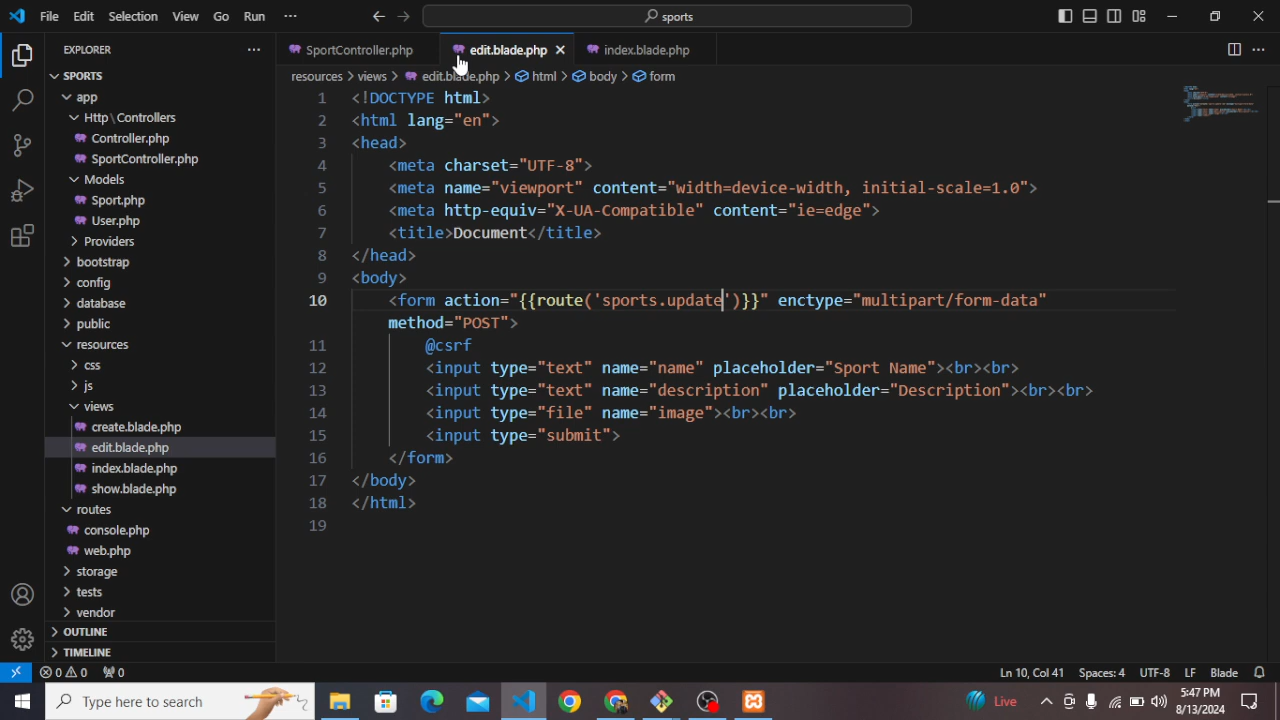 File Edit Selection View Go Run ··· sports
EXPLORER ···
SPORTS
app
Http\Controllers
Controller.php
SportController.php
Models
Sport.php
User.php
Providers
bootstrap
config
database
public
resources
css
js
views
create.blade.php
edit.blade.php
index.blade.php
show.blade.php
routes
console.php
web.php
storage
tests
vendor
OUTLINE
TIMELINE
SportController.php edit.blade.php index.blade.php
resources > views > edit.blade.php > html > body > form
1 <!DOCTYPE html>
2 <html lang="en">
3 <head>
4 <meta charset="UTF-8">
5 <meta name="viewport" content="width=device-width, initial-scale=1.0">
6 <meta http-equiv="X-UA-Compatible" content="ie=edge">
7 <title>Document</title>
8 </head>
9 <body>
10 <form action="{{route('sports.update')}}" enctype="multipart/form-data"
method="POST">
11 @csrf
12 <input type="text" name="name" placeholder="Sport Name"><br><br>
13 <input type="text" name="description" placeholder="Description"><br><br>
14 <input type="file" name="image"><br><br>
15 <input type="submit">
16 </form>
17 </body>
18 </html>
19
0 0 0 Ln 10, Col 41 Spaces: 4 UTF-8 LF Blade
Type here to search Live 5:47 PM
8/13/2024